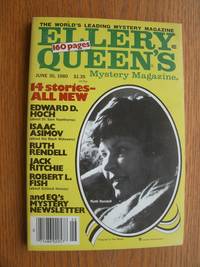 THE WORLD'S LEADING MYSTERY MAGAZINE
ELLERY
160 pages
QUEEN'S
JUNE 30, 1980 $1.35
Mystery Magazine
14 stories-
ALL NEW
EDWARD D.
HOCH
ISAAC
ASIMOV
RUTH
RENDELL
JACK
RITCHIE
ROBERT L.
FISH
and EQ's
MYSTERY
NEWSLETTER
Ruth Rendell